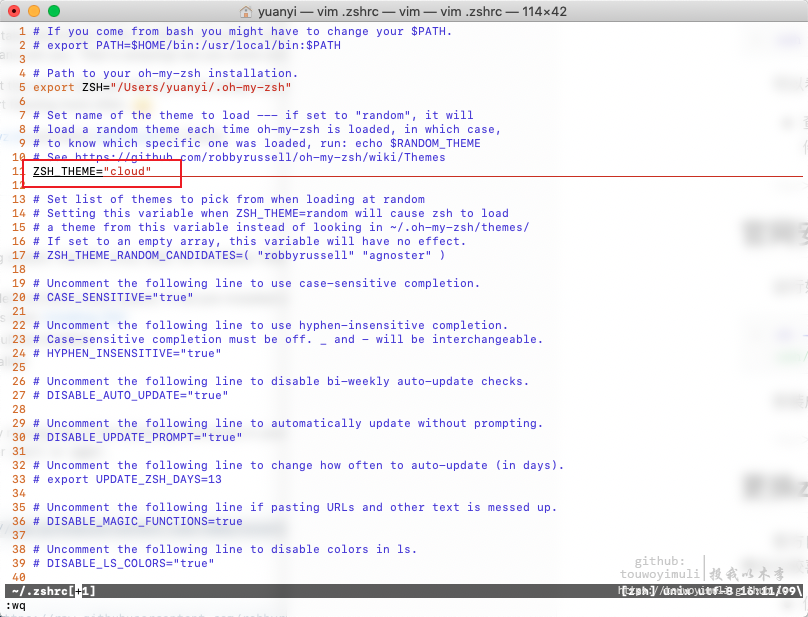 yuanyi — vim .zshrc — vim — vim .zshrc — 114×42
1 # If you come from bash you might have to change your $PATH.
2 # export PATH=$HOME/bin:/usr/local/bin:$PATH
3
4 # Path to your oh-my-zsh installation.
5 export ZSH="/Users/yuanyi/.oh-my-zsh"
6
7 # Set name of the theme to load --- if set to "random", it will
8 # load a random theme each time oh-my-zsh is loaded, in which case,
9 # to know which specific one was loaded, run: echo $RANDOM_THEME
10 # See https://github.com/robbyrussell/oh-my-zsh/wiki/Themes
11 ZSH_THEME="cloud"
12
13 # Set list of themes to pick from when loading at random
14 # Setting this variable when ZSH_THEME=random will cause zsh to load
15 # a theme from this variable instead of looking in ~/.oh-my-zsh/themes/
16 # If set to an empty array, this variable will have no effect.
17 # ZSH_THEME_RANDOM_CANDIDATES=( "robbyrussell" "agnoster" )
18
19 # Uncomment the following line to use case-sensitive completion.
20 # CASE_SENSITIVE="true"
21
22 # Uncomment the following line to use hyphen-insensitive completion.
23 # Case-sensitive completion must be off. _ and - will be interchangeable.
24 # HYPHEN_INSENSITIVE="true"
25
26 # Uncomment the following line to disable bi-weekly auto-update checks.
27 # DISABLE_AUTO_UPDATE="true"
28
29 # Uncomment the following line to automatically update without prompting.
30 # DISABLE_UPDATE_PROMPT="true"
31
32 # Uncomment the following line to change how often to auto-update (in days).
33 # export UPDATE_ZSH_DAYS=13
34
35 # Uncomment the following line if pasting URLs and other text is messed up.
36 # DISABLE_MAGIC_FUNCTIONS=true
37
38 # Uncomment the following line to disable colors in ls.
39 # DISABLE_LS_COLORS="true"
40
github:
touwoyimuli 投我以木李
~/.zshrc[+1] [zsh] unix utf-8 16:11/99\
:wq